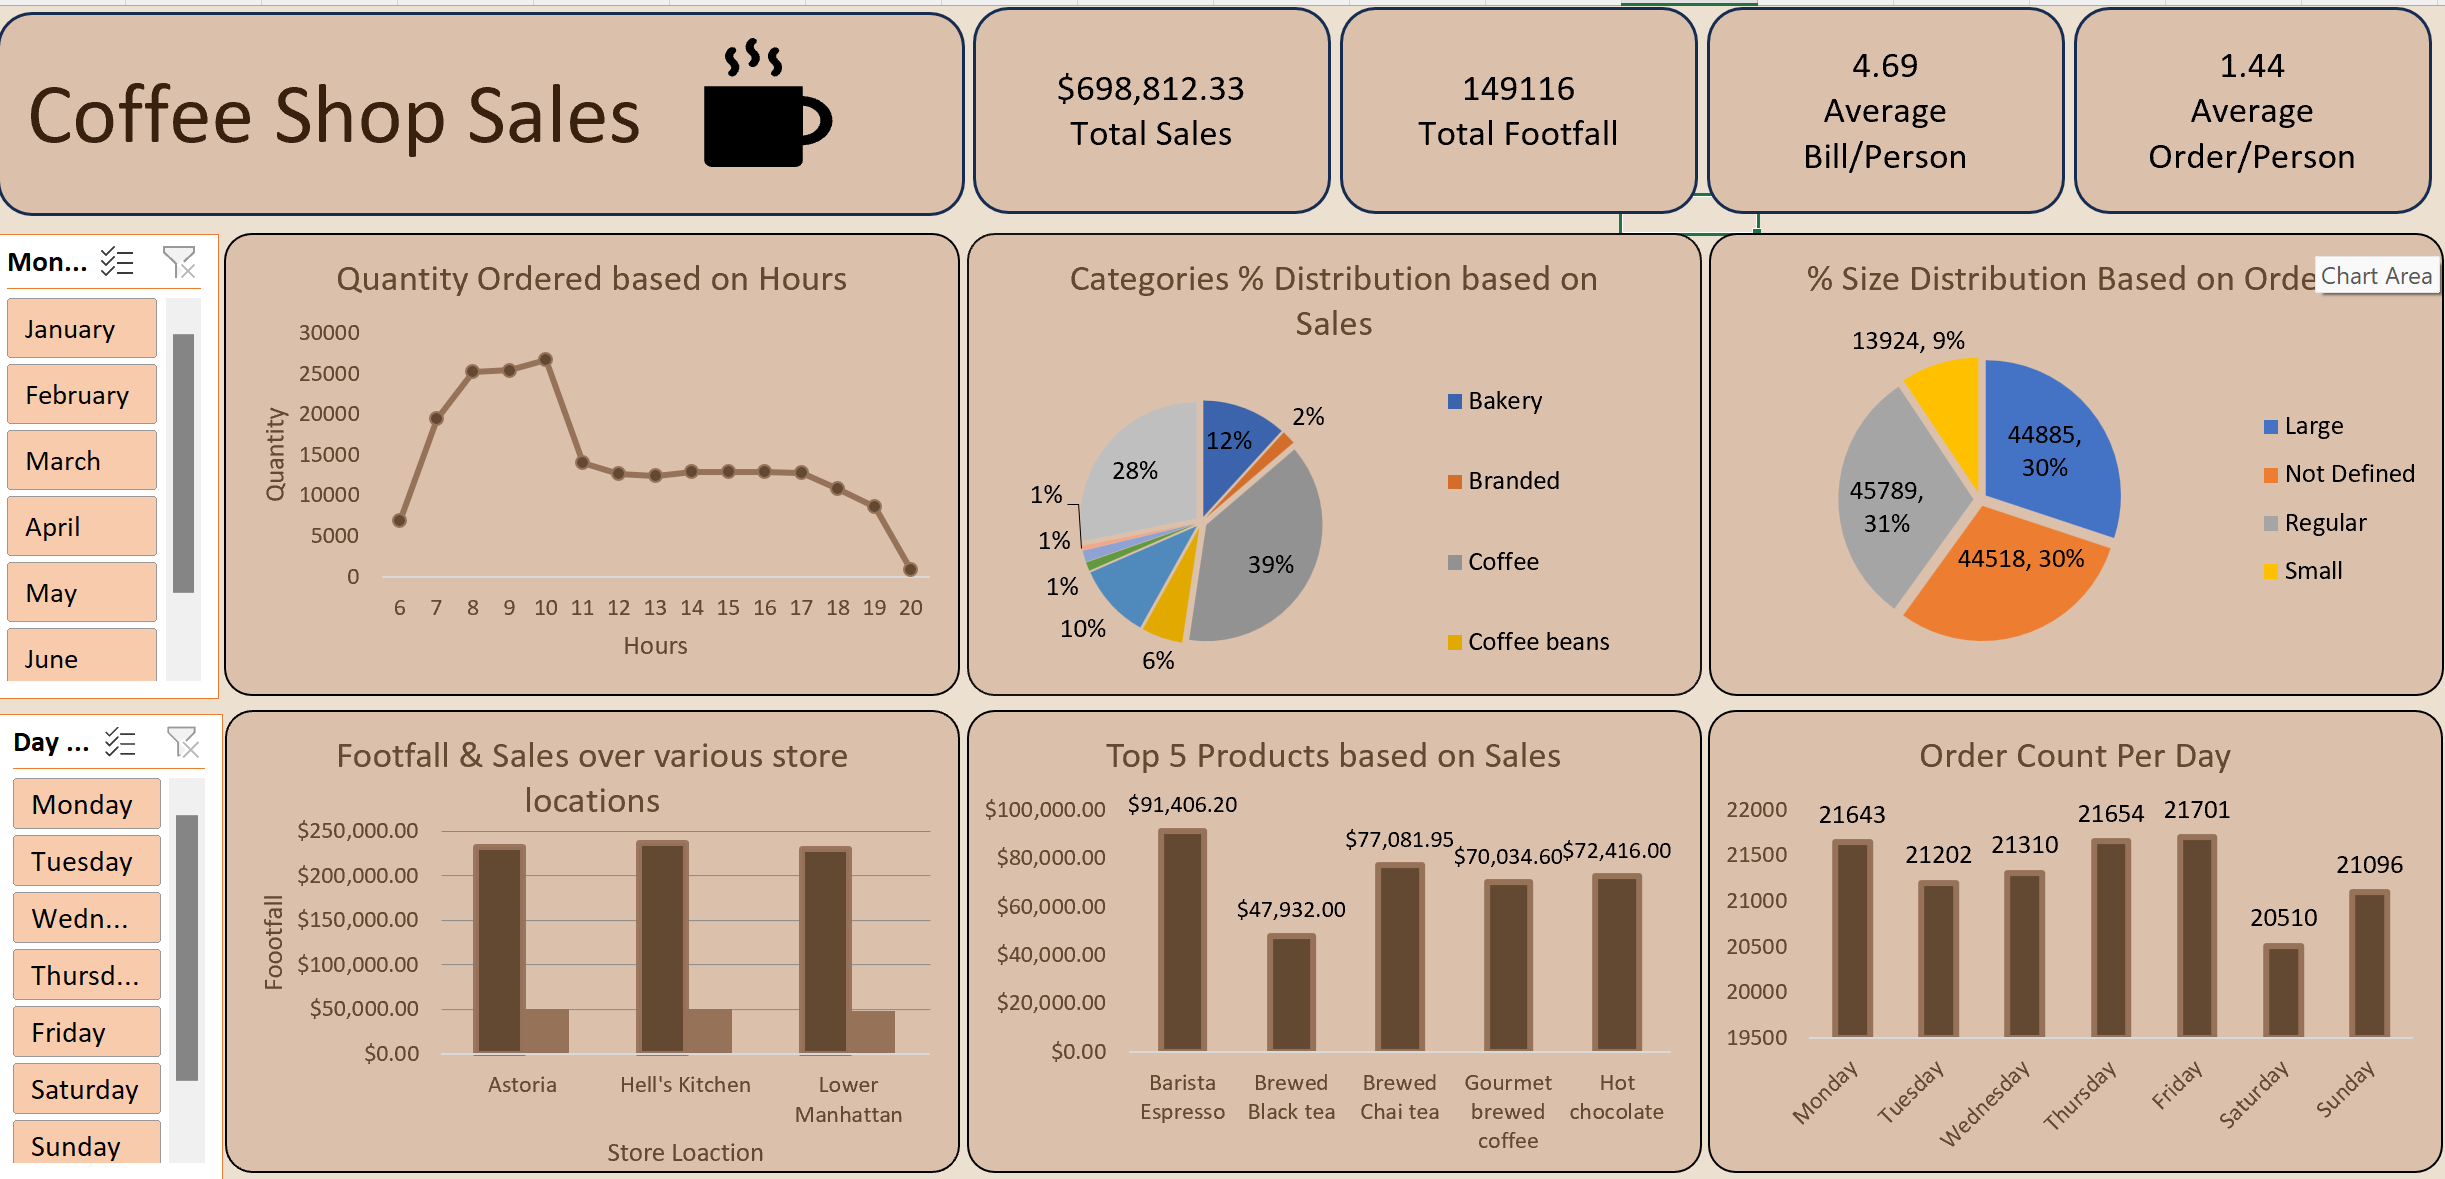 Coffee Shop Sales
$698,812.33
Total Sales
149116
Total Footfall
4.69
Average
Bill/Person
1.44
Average
Order/Person
Mon...
January
February
March
April
May
June
Quantity Ordered based on Hours
Quantity
30000
25000
20000
15000
10000
5000
0
6 7 8 9 10 11 12 13 14 15 16 17 18 19 20
Hours
Categories % Distribution based on
Sales
12%
2%
39%
6%
10%
1%
1%
1%
28%
Bakery
Branded
Coffee
Coffee beans
% Size Distribution Based on Orde
Chart Area
13924, 9%
44885,
30%
45789,
31%
44518, 30%
Large
Not Defined
Regular
Small
Day ...
Monday
Tuesday
Wedn...
Thursd...
Friday
Saturday
Sunday
Footfall & Sales over various store
locations
Foootfall
$250,000.00
$200,000.00
$150,000.00
$100,000.00
$50,000.00
$0.00
Astoria
Hell's Kitchen
Lower
Manhattan
Store Loaction
Top 5 Products based on Sales
$100,000.00
$80,000.00
$60,000.00
$40,000.00
$20,000.00
$0.00
$91,406.20
$47,932.00
$77,081.95
$70,034.60
$72,416.00
Barista
Espresso
Brewed
Black tea
Brewed
Chai tea
Gourmet
brewed
coffee
Hot
chocolate
Order Count Per Day
22000
21500
21000
20500
20000
19500
21643
21202
21310
21654
21701
20510
21096
Monday
Tuesday
Wednesday
Thursday
Friday
Saturday
Sunday